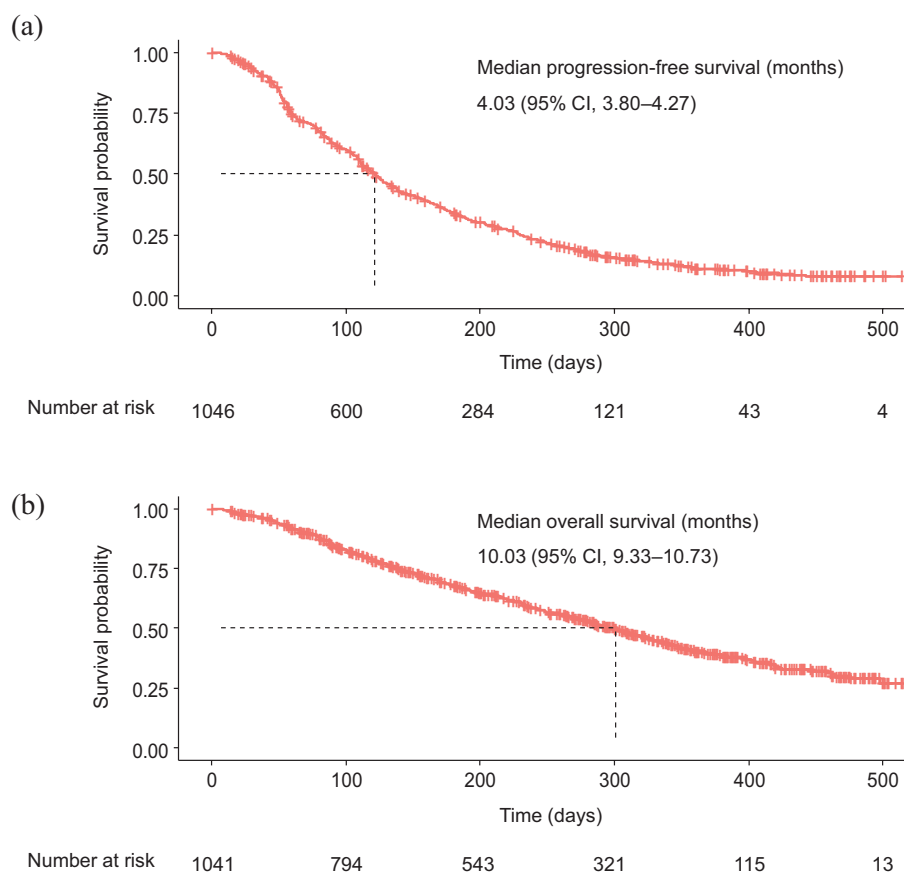 (a)
Median progression-free survival (months)
4.03 (95% CI, 3.80–4.27)
Survival probability
1.00
0.75
0.50
0.25
0.00
0 100 200 300 400 500
Time (days)
Number at risk 1046 600 284 121 43 4
(b)
Median overall survival (months)
10.03 (95% CI, 9.33–10.73)
Survival probability
1.00
0.75
0.50
0.25
0.00
0 100 200 300 400 500
Time (days)
Number at risk 1041 794 543 321 115 13